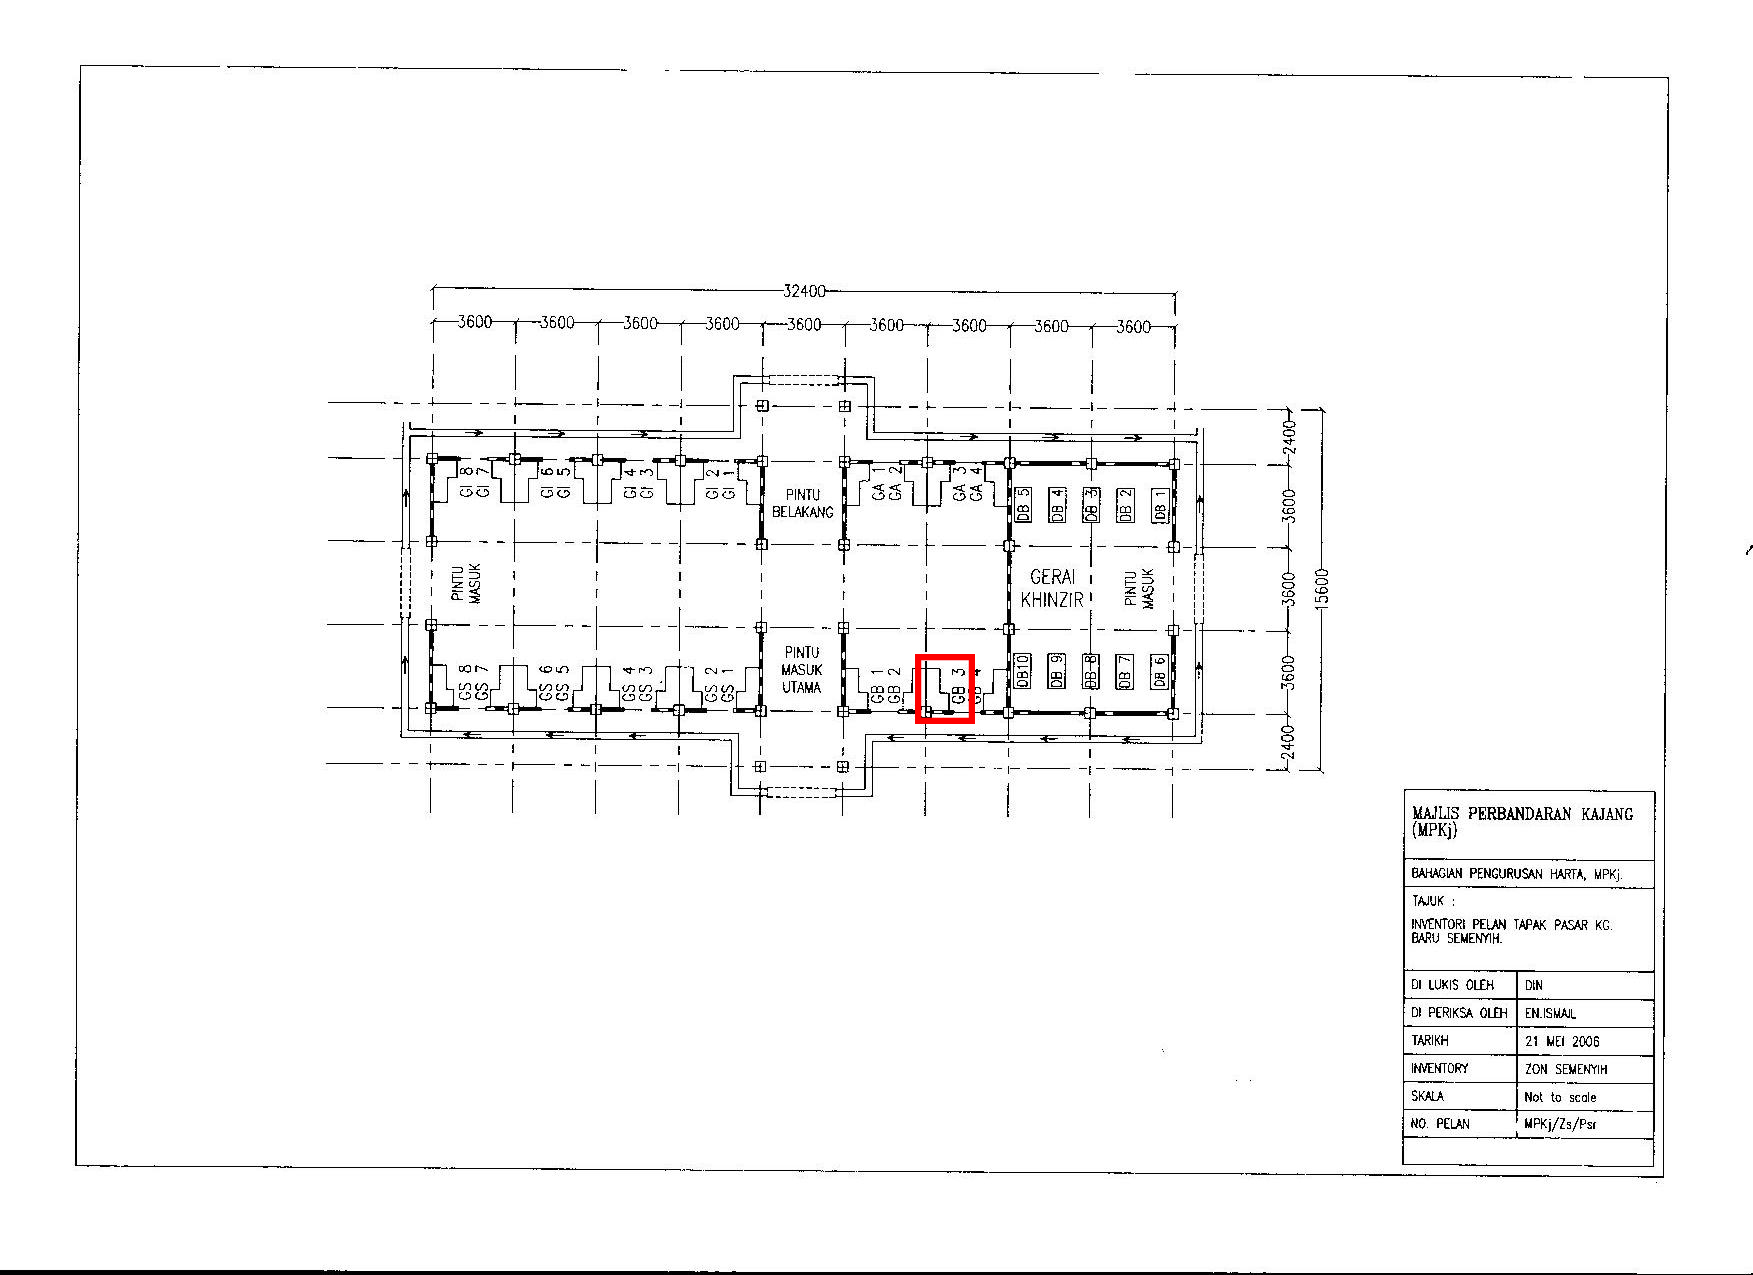 32400
3600 3600 3600 3600 3600 3600 3600 3600 3600
2400
3600
3600
3600
2400
15600
GI 8
GI 7
GI 6
GI 5
GI 4
GI 3
GI 2
GI 1
PINTU
BELAKANG
GA 1
GA 2
GA 3
GA 4
DB 5
DB 4
DB 3
DB 2
DB 1
PINTU
MASUK
GERAI
KHINZIR
PINTU
MASUK
GS 8
GS 7
GS 6
GS 5
GS 4
GS 3
GS 2
GS 1
PINTU
MASUK
UTAMA
GB 1
GB 2
GB 3
GB 4
DB10
DB 9
DB 8
DB 7
DB 6
MAJLIS PERBANDARAN KAJANG
(MPKj)
BAHAGIAN PENGURUSAN HARTA, MPKj.
TAJUK :
INVENTORI PELAN TAPAK PASAR KG.
BARU SEMENYIH.
DI LUKIS OLEH DIN
DI PERIKSA OLEH EN.ISMAIL
TARIKH 21 MEI 2006
INVENTORY ZON SEMENYIH
SKALA Not to scale
NO. PELAN MPKj/Zs/Psr